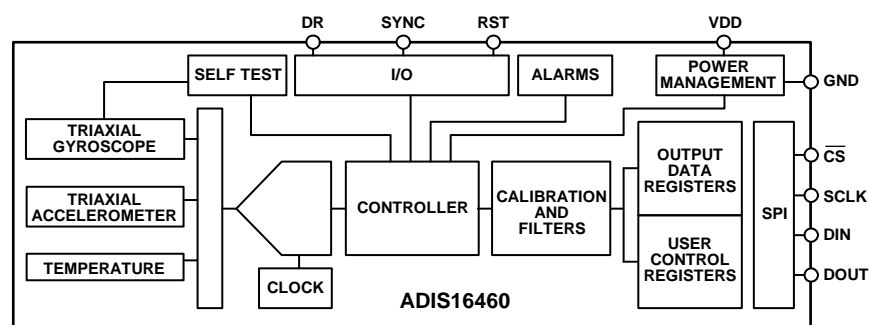 DR SYNC RST VDD
SELF TEST
I/O
ALARMS
POWER
MANAGEMENT
GND
TRIAXIAL
GYROSCOPE
TRIAXIAL
ACCELEROMETER
TEMPERATURE
CLOCK
CONTROLLER
CALIBRATION
AND
FILTERS
OUTPUT
DATA
REGISTERS
USER
CONTROL
REGISTERS
SPI
CS
SCLK
DIN
DOUT
ADIS16460